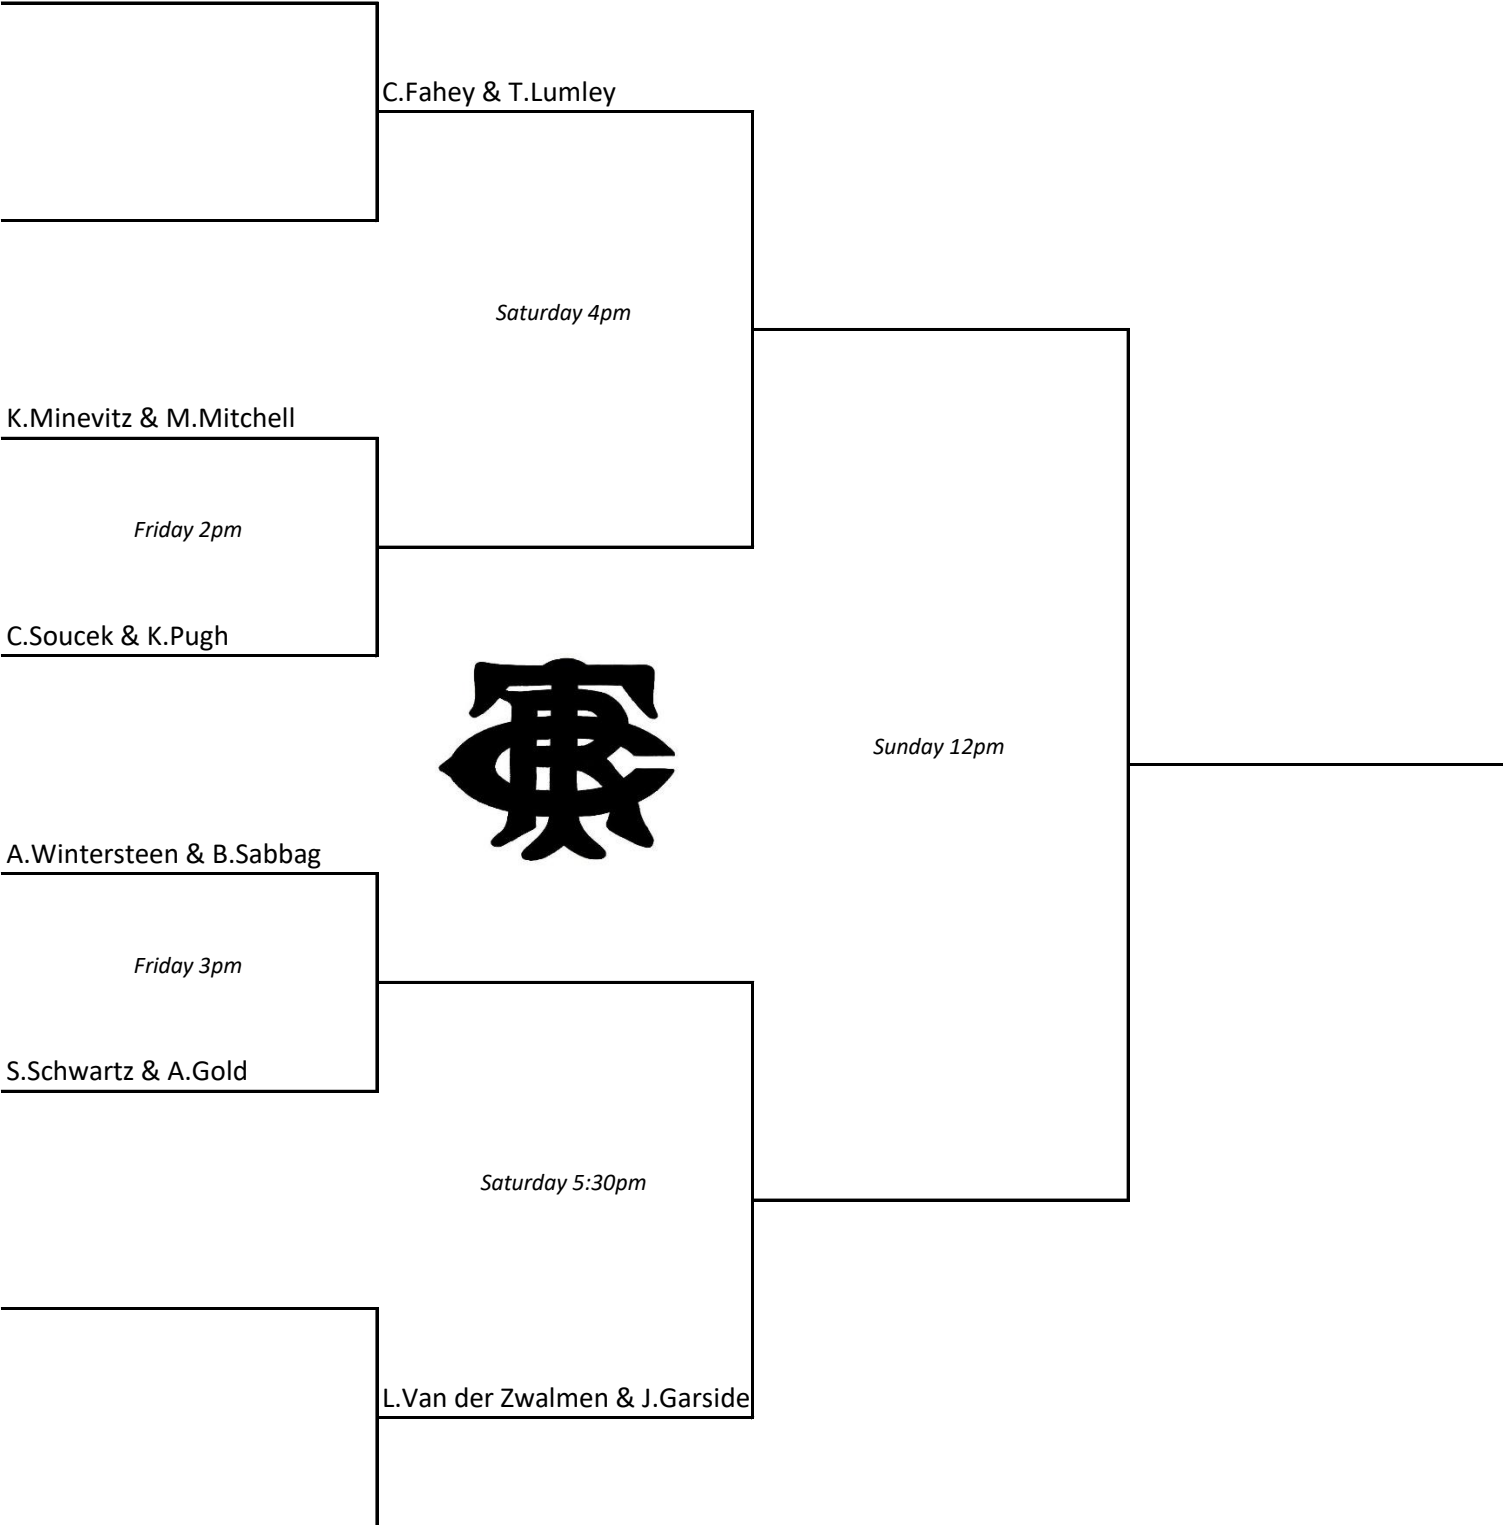 C.Fahey & T.Lumley
Saturday 4pm
K.Minevitz & M.Mitchell
Friday 2pm
C.Soucek & K.Pugh
Sunday 12pm
A.Wintersteen & B.Sabbag
Friday 3pm
S.Schwartz & A.Gold
Saturday 5:30pm
L.Van der Zwalmen & J.Garside